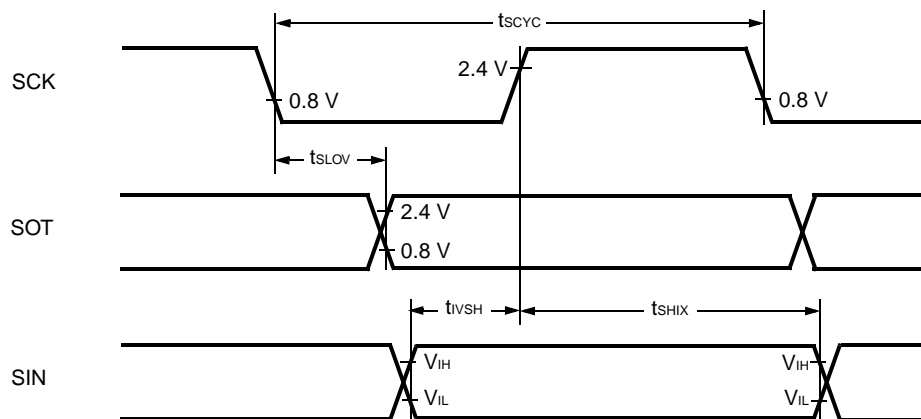 tSCYC
SCK
2.4 V
0.8 V
0.8 V
tSLOV
SOT
2.4 V
0.8 V
tIVSH
tSHIX
SIN
VIH
VIH
VIL
VIL